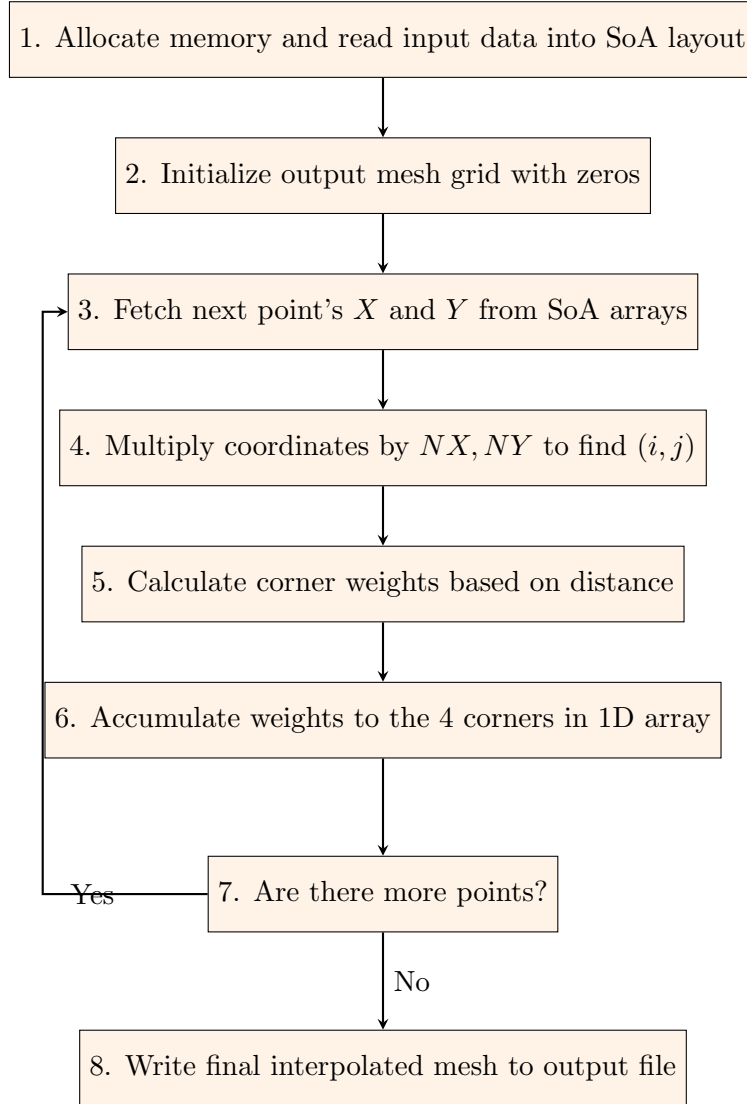 1. Allocate memory and read input data into SoA layout
2. Initialize output mesh grid with zeros
3. Fetch next point's X and Y from SoA arrays
4. Multiply coordinates by NX, NY to find (i, j)
5. Calculate corner weights based on distance
6. Accumulate weights to the 4 corners in 1D array
7. Are there more points?
Yes
No
8. Write final interpolated mesh to output file